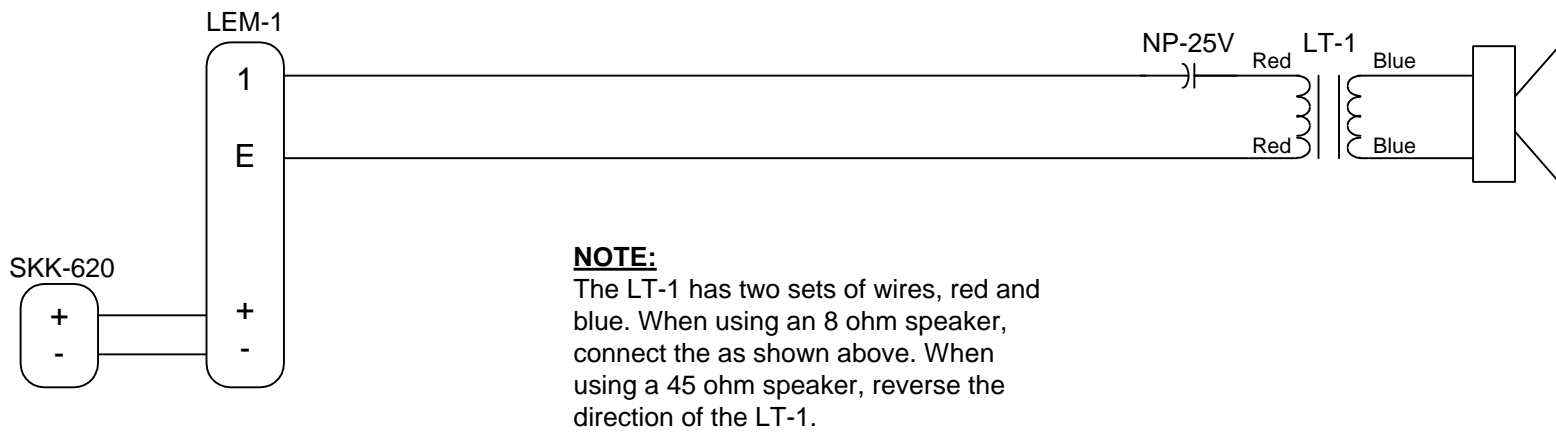 LEM-1
1
E
+
-
SKK-620
+
-
NP-25V
Red
LT-1
Blue
Red
Blue
NOTE:
The LT-1 has two sets of wires, red and
blue. When using an 8 ohm speaker,
connect the as shown above. When
using a 45 ohm speaker, reverse the
direction of the LT-1.